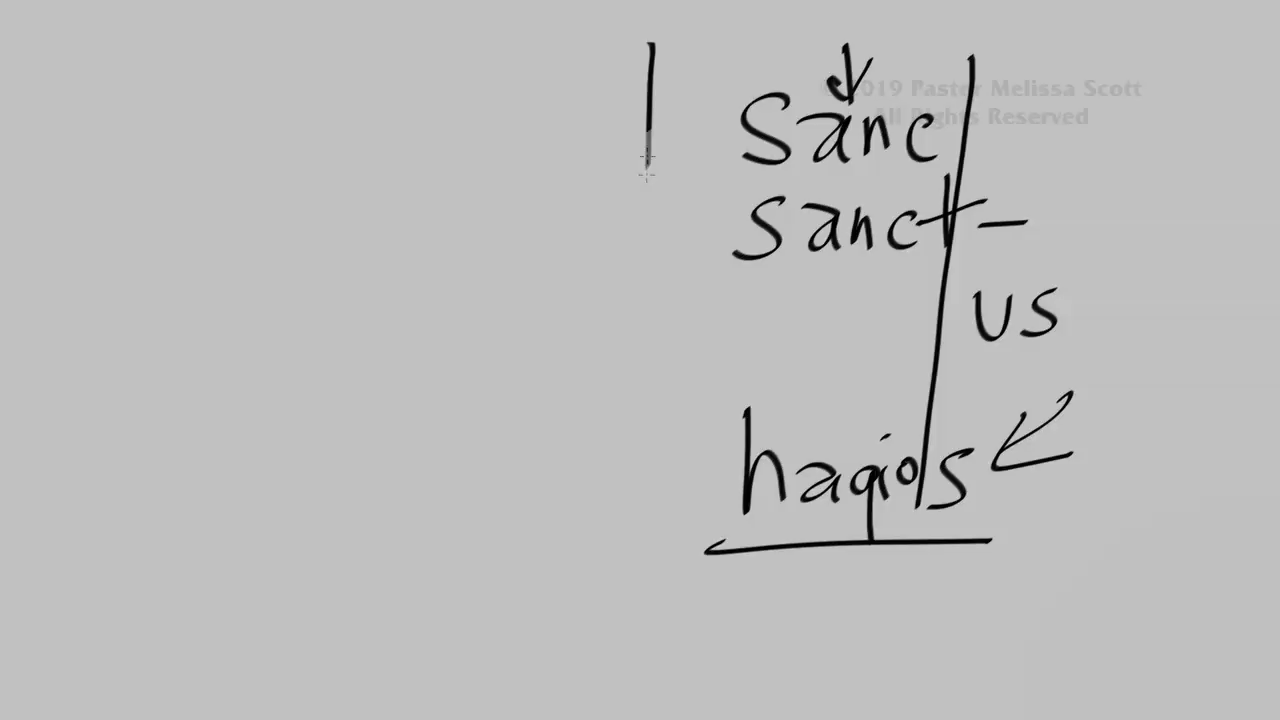 © 2019 Pastor Melissa Scott
All Rights Reserved
Sanc
Sanct-
us
hagios